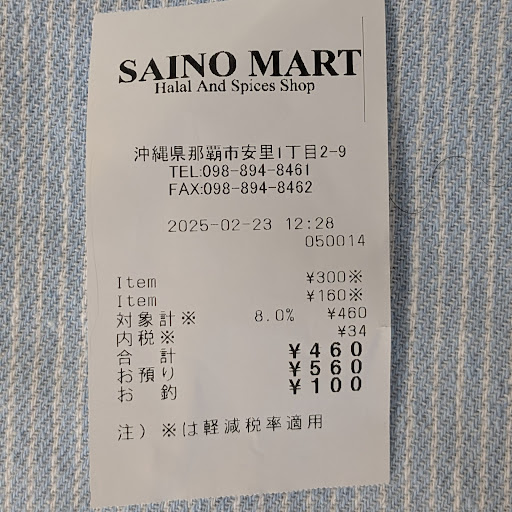 SAINO MART
Halal And Spices Shop
沖縄県那覇市安里1丁目2-9
TEL:098-894-8461
FAX:098-894-8462
2025-02-23 12:28
050014
Item ¥300※
Item ¥160※
対象計※ 8.0% ¥460
内税※ ¥34
合 計 ¥460
お預り ¥560
お 釣 ¥100
注）※は軽減税率適用